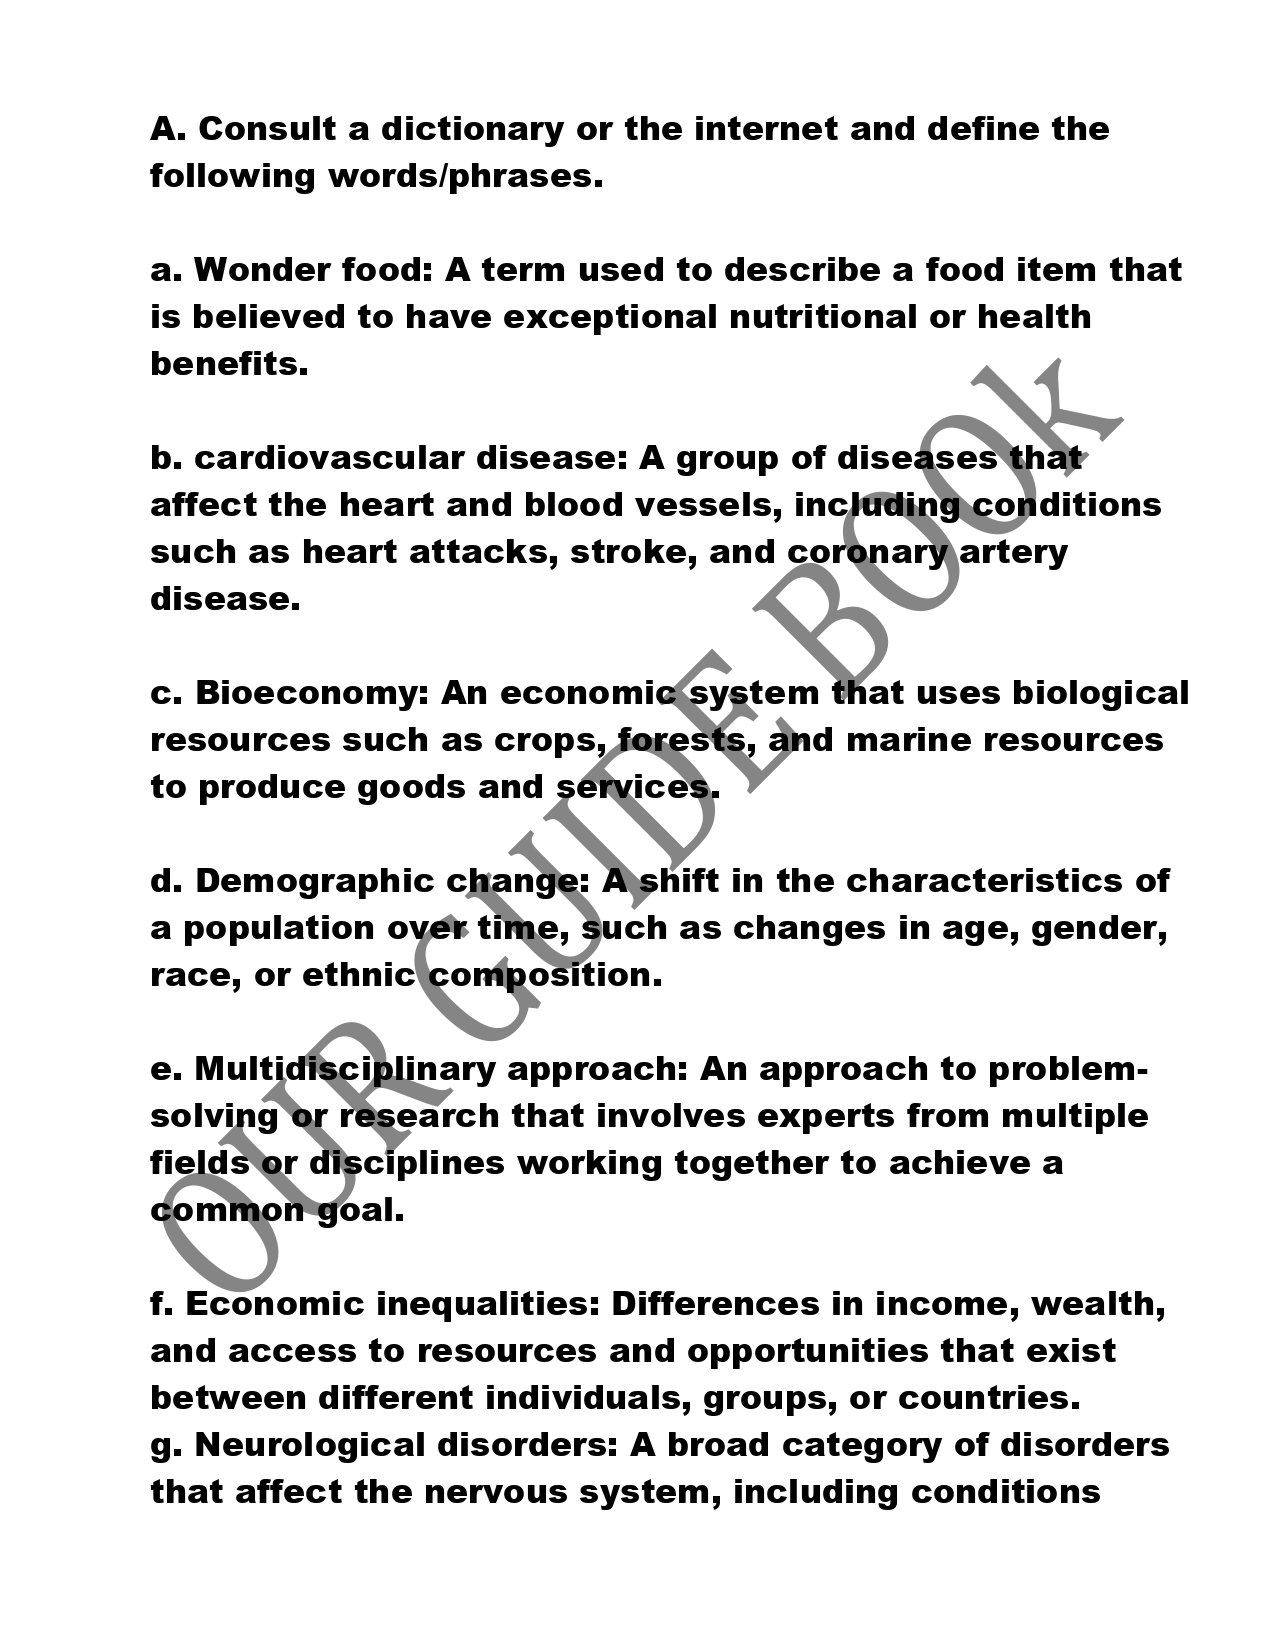 A. Consult a dictionary or the internet and define the
following words/phrases.
a. Wonder food: A term used to describe a food item that
is believed to have exceptional nutritional or health
benefits.
b. cardiovascular disease: A group of diseases that
affect the heart and blood vessels, including conditions
such as heart attacks, stroke, and coronary artery
disease.
c. Bioeconomy: An economic system that uses biological
resources such as crops, forests, and marine resources
to produce goods and services.
d. Demographic change: A shift in the characteristics of
a population over time, such as changes in age, gender,
race, or ethnic composition.
e. Multidisciplinary approach: An approach to problem-
solving or research that involves experts from multiple
fields or disciplines working together to achieve a
common goal.
f. Economic inequalities: Differences in income, wealth,
and access to resources and opportunities that exist
between different individuals, groups, or countries.
g. Neurological disorders: A broad category of disorders
that affect the nervous system, including conditions
OUR GUIDE BOOk